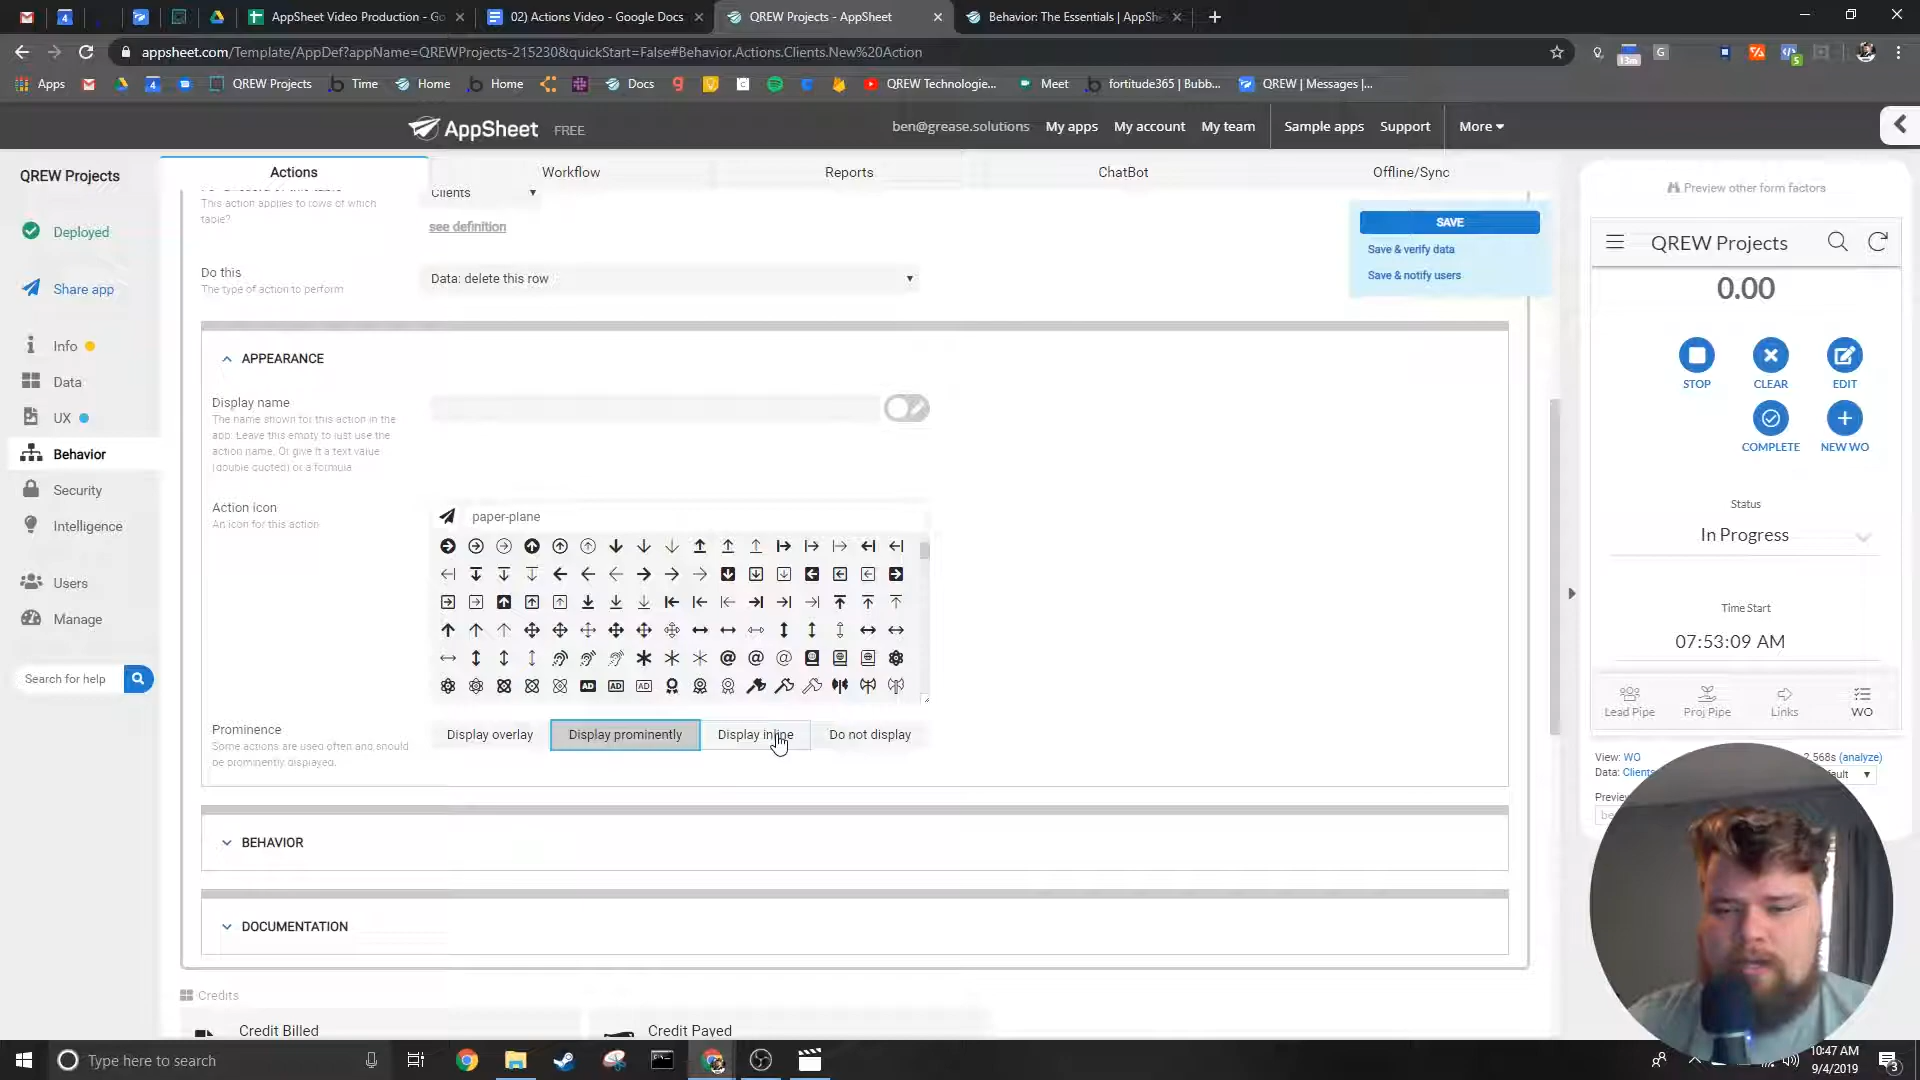 AppSheet Video Production - Go
02) Actions Video - Google Docs
QREW Projects - AppSheet
Behavior: The Essentials | AppShe
appsheet.com/Template/AppDef?appName=QREWProjects-215230&quickStart=False#Behavior.Actions.Clients.New%20Action
Apps
QREW Projects
Time
Home
Home
Docs
QREW Technologie...
Meet
fortitude365 | Bubb...
QREW | Messages |...
AppSheet FREE
ben@grease.solutions
My apps
My account
My team
Sample apps
Support
More
QREW Projects
Deployed
Share app
Info
Data
UX
Behavior
Security
Intelligence
Users
Manage
Search for help
Actions
Workflow
Reports
ChatBot
Offline/Sync
This action applies to rows of which
table?
Clients
see definition
Do this
The type of action to perform
Data: delete this row
SAVE
Save & verify data
Save & notify users
APPEARANCE
Display name
The name shown for this action in the
app. Leave this empty to just use the
action name. Or give it a text value
(double quoted) or a formula
Action icon
An icon for this action
paper-plane
Prominence
Some actions are used often and should
be prominently displayed.
Display overlay
Display prominently
Display inline
Do not display
BEHAVIOR
DOCUMENTATION
Credits
Credit Billed
Credit Payed
Preview other form factors
QREW Projects
0.00
STOP
CLEAR
EDIT
COMPLETE
NEW WO
Status
In Progress
Time Start
07:53:09 AM
Lead Pipe
Proj Pipe
Links
WO
View: WO
2.568s (analyze)
Data: Clients
Type here to search
10:47 AM
9/4/2019
3